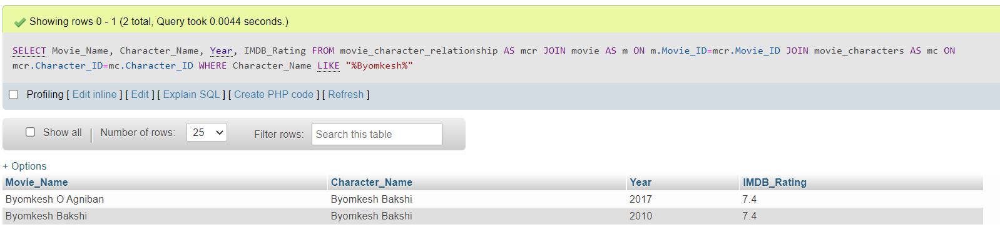 Showing rows 0 - 1 (2 total, Query took 0.0044 seconds.)
SELECT Movie_Name, Character_Name, Year, IMDB_Rating FROM movie_character_relationship AS mcr JOIN movie AS m ON m.Movie_ID=mcr.Movie_ID JOIN movie_characters AS mc ON
mcr.Character_ID=mc.Character_ID WHERE Character_Name LIKE "%Byomkesh%"
Profiling [ Edit inline ] [ Edit ] [ Explain SQL ] [ Create PHP code ] [ Refresh ]
Show all Number of rows: 25 Filter rows: Search this table
+ Options
Movie_Name Character_Name Year IMDB_Rating
Byomkesh O Agniban Byomkesh Bakshi 2017 7.4
Byomkesh Bakshi Byomkesh Bakshi 2010 7.4